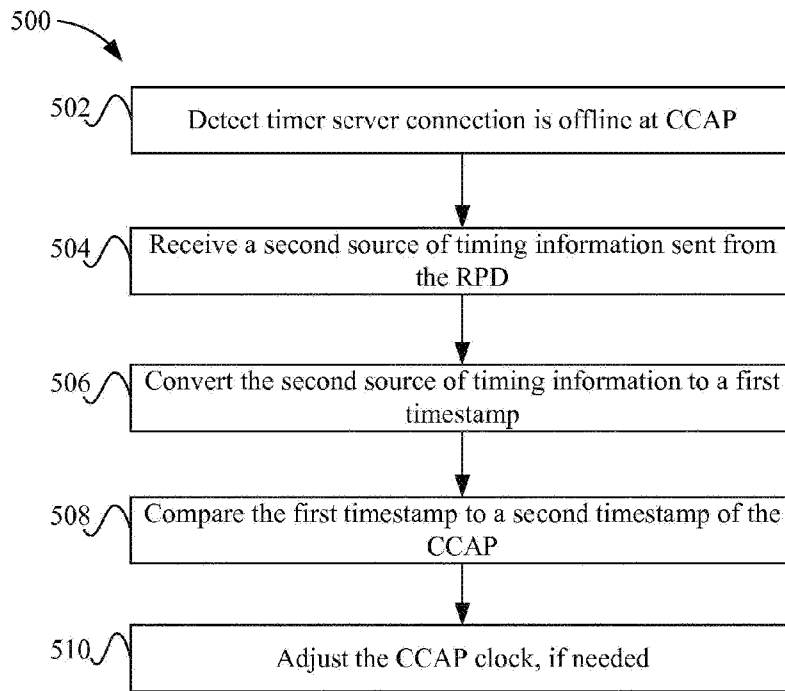 500
502
Detect timer server connection is offline at CCAP
504
Receive a second source of timing information sent from
the RPD
506
Convert the second source of timing information to a first
timestamp
508
Compare the first timestamp to a second timestamp of the
CCAP
510
Adjust the CCAP clock, if needed